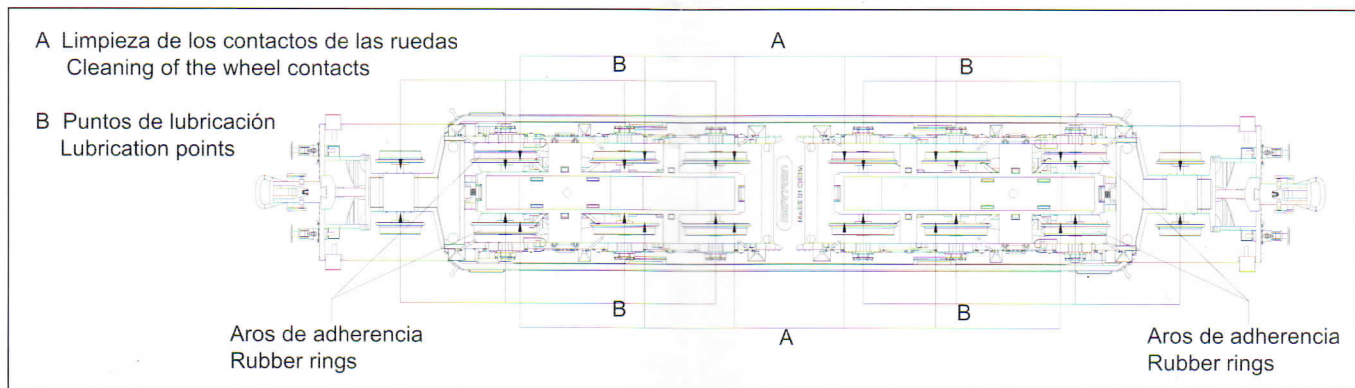 A Limpieza de los contactos de las ruedas
Cleaning of the wheel contacts
B Puntos de lubricación
Lubrication points
A
B
B
MADE IN CHINA
B
B
A
Aros de adherencia
Rubber rings
Aros de adherencia
Rubber rings